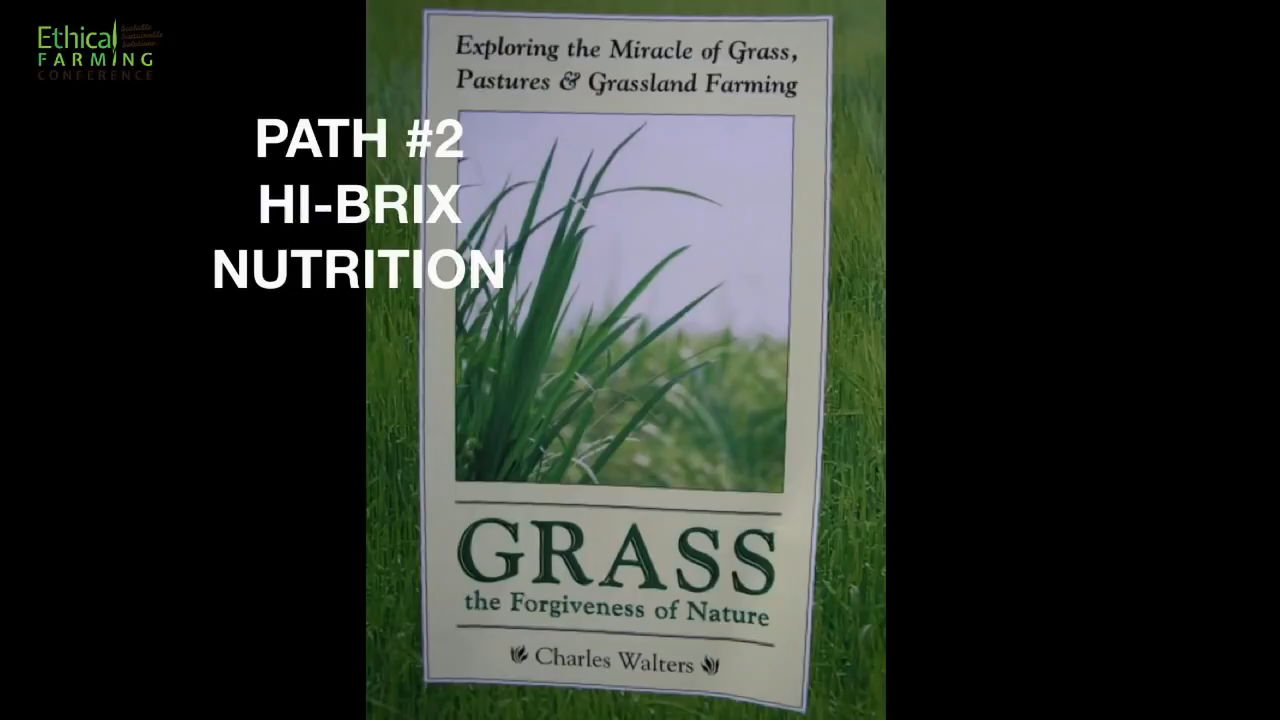 Ethical
FARMING
CONFERENCE
PATH #2
HI-BRIX
NUTRITION
Exploring the Miracle of Grass,
Pastures & Grassland Farming
GRASS
the Forgiveness of Nature
Charles Walters